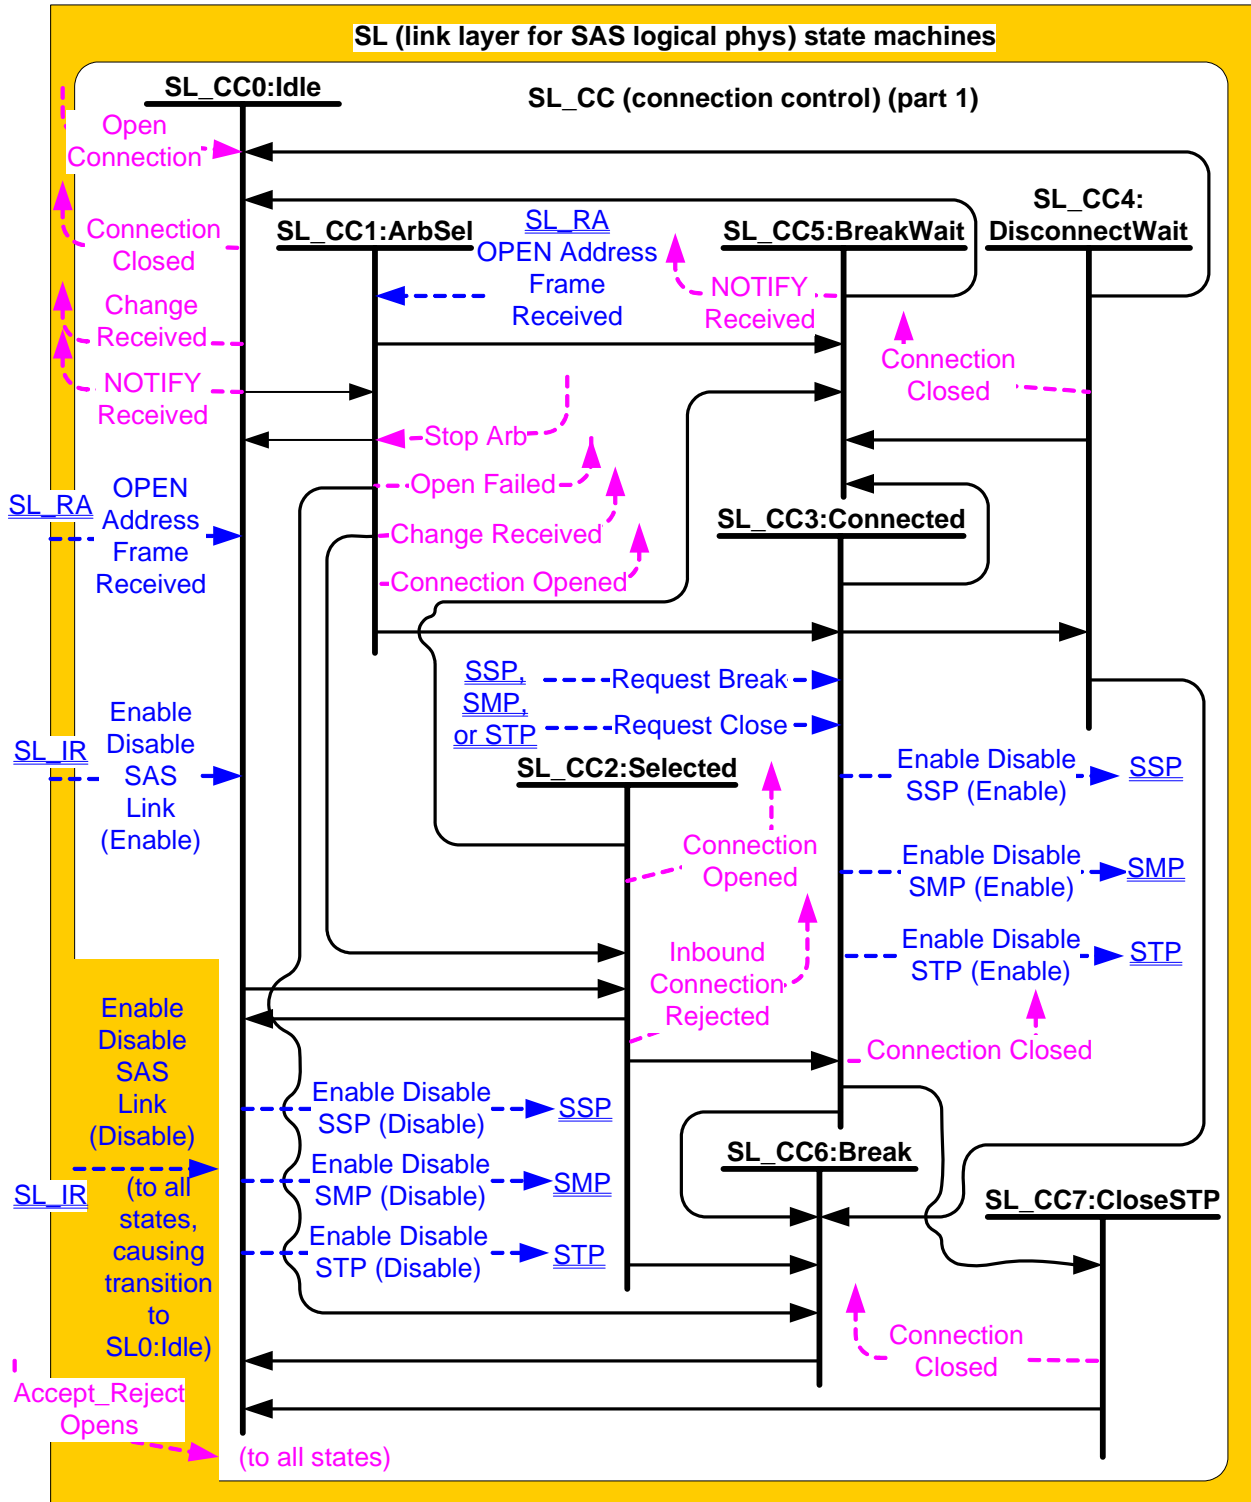 SL (link layer for SAS logical phys) state machines
SL_CC0:Idle
SL_CC (connection control) (part 1)
Open
Connection
Connection
Closed
Change
Received
NOTIFY
Received
SL_CC1:ArbSel
SL_RA
OPEN Address
Frame
Received
SL_CC5:BreakWait
NOTIFY
Received
SL_CC4:
DisconnectWait
Connection
Closed
Stop Arb
Open Failed
Change Received
Connection Opened
SL_RA
OPEN
Address
Frame
Received
SL_CC3:Connected
SSP,
SMP,
or STP
Request Break
Request Close
SL_IR
Enable
Disable
SAS
Link
(Enable)
SL_CC2:Selected
Enable Disable
SSP (Enable)
SSP
Connection
Opened
Enable Disable
SMP (Enable)
SMP
Inbound
Connection
Rejected
Enable Disable
STP (Enable)
STP
Connection Closed
Enable
Disable
SAS
Link
(Disable)
SL_IR
(to all
states,
causing
transition
to
SL0:Idle)
Enable Disable
SSP (Disable)
SSP
Enable Disable
SMP (Disable)
SMP
Enable Disable
STP (Disable)
STP
SL_CC6:Break
SL_CC7:CloseSTP
Connection
Closed
Accept_Reject
Opens
(to all states)